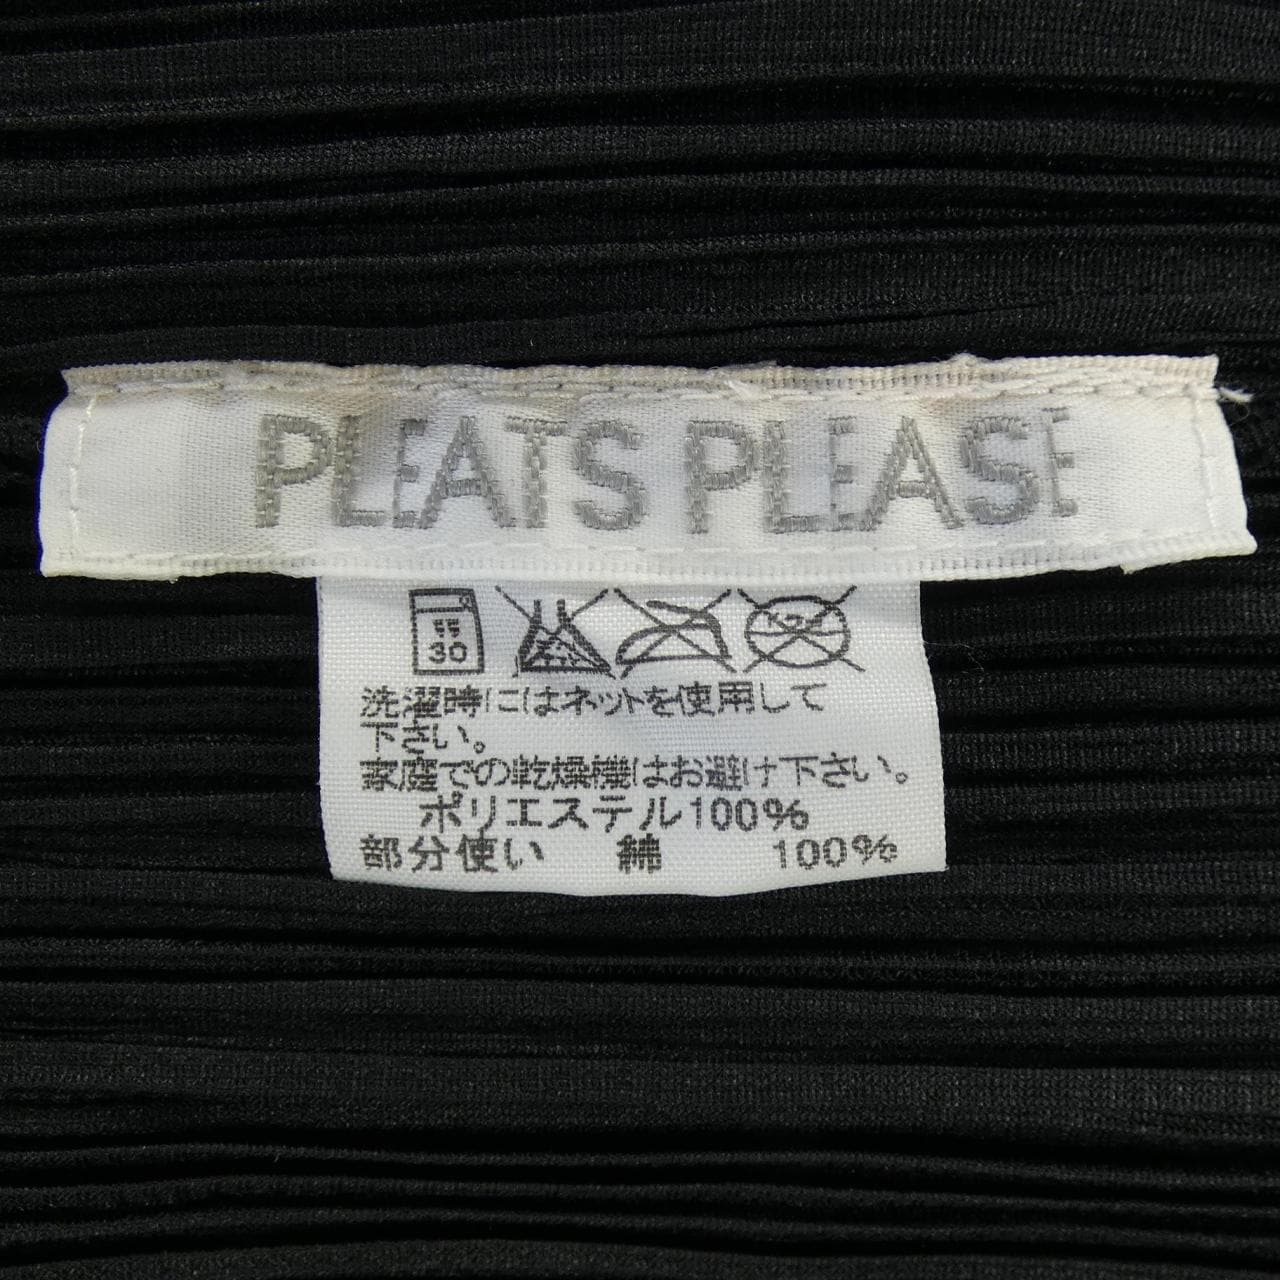 PLEATS PLEASE
30
洗濯時にはネットを使用して
下さい。
家庭での乾燥機はお避け下さい。
ポリエステル100%
部分使い 綿 100%